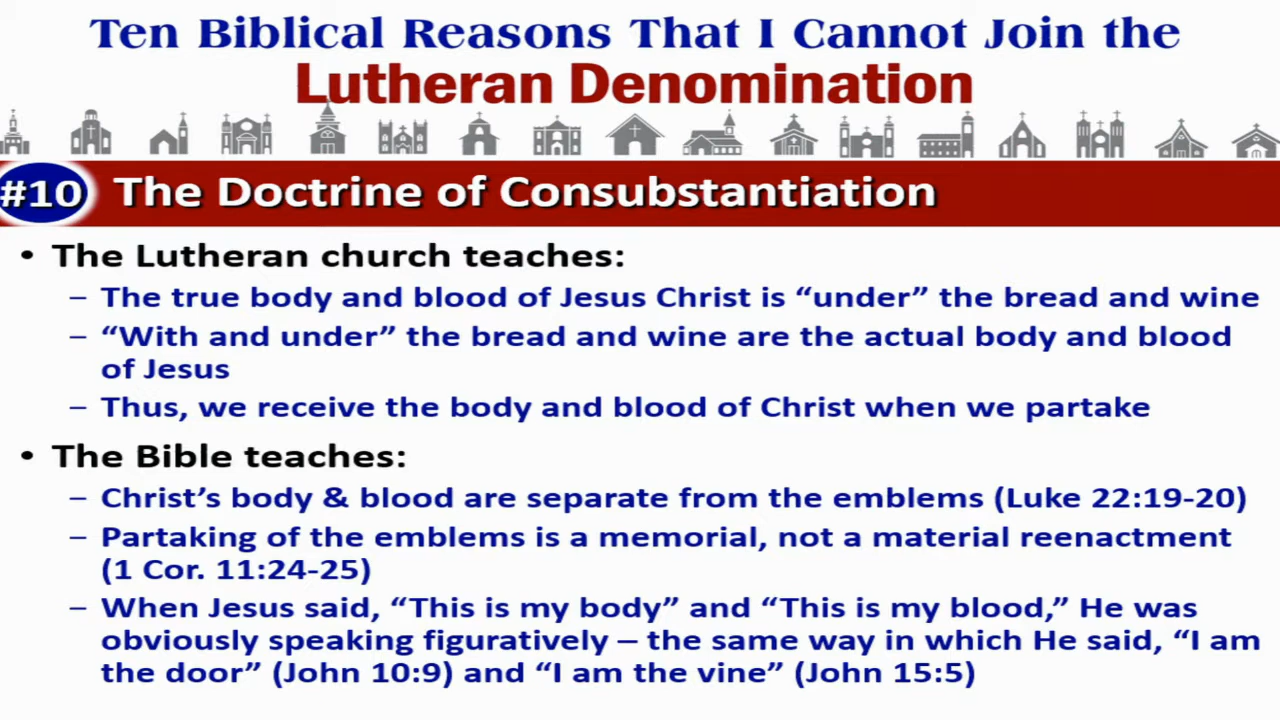 Ten Biblical Reasons That I Cannot Join the
Lutheran Denomination
#10 The Doctrine of Consubstantiation
• The Lutheran church teaches:
– The true body and blood of Jesus Christ is “under” the bread and wine
– “With and under” the bread and wine are the actual body and blood
of Jesus
– Thus, we receive the body and blood of Christ when we partake
• The Bible teaches:
– Christ’s body & blood are separate from the emblems (Luke 22:19-20)
– Partaking of the emblems is a memorial, not a material reenactment
(1 Cor. 11:24-25)
– When Jesus said, “This is my body” and “This is my blood,” He was
obviously speaking figuratively – the same way in which He said, “I am
the door” (John 10:9) and “I am the vine” (John 15:5)